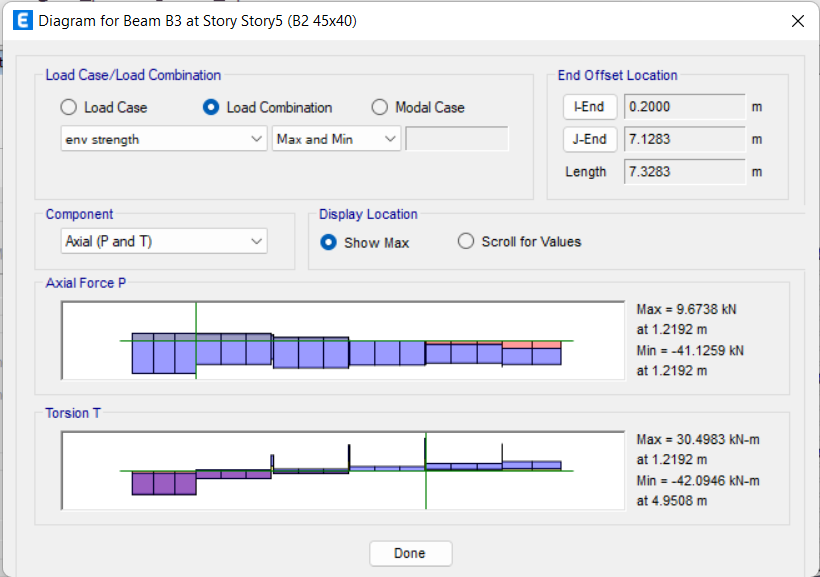 E Diagram for Beam B3 at Story Story5 (B2 45x40)
Load Case/Load Combination
Load Case Load Combination Modal Case
env strength Max and Min
End Offset Location
I-End 0.2000 m
J-End 7.1283 m
Length 7.3283 m
Component
Axial (P and T)
Display Location
Show Max Scroll for Values
Axial Force P
Max = 9.6738 kN
at 1.2192 m
Min = -41.1259 kN
at 1.2192 m
Torsion T
Max = 30.4983 kN-m
at 1.2192 m
Min = -42.0946 kN-m
at 4.9508 m
Done